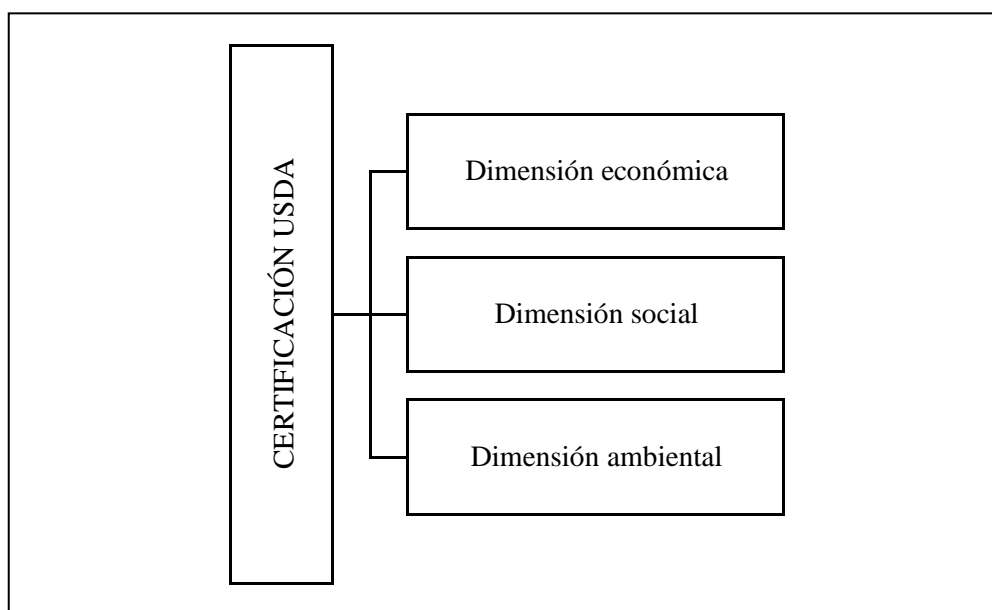 CERTIFICACIÓN USDA
Dimensión económica
Dimensión social
Dimensión ambiental